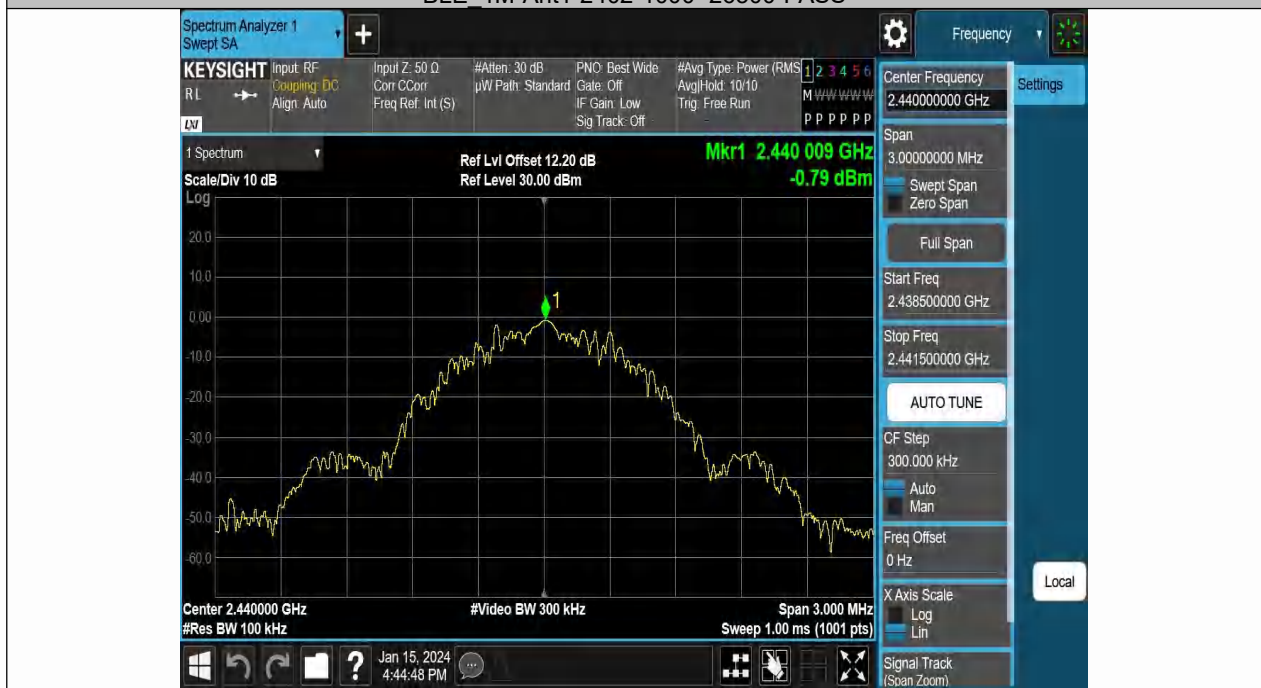 Spectrum Analyzer 1
Swept SA
+
Frequency
KEYSIGHT
RL
LXI
Input: RF
Coupling: DC
Align: Auto
Input Z: 50 Ω
Corr CCorr
Freq Ref: Int (S)
#Atten: 30 dB
µW Path: Standard
PNO: Best Wide
Gate: Off
IF Gain: Low
Sig Track: Off
#Avg Type: Power (RMS
Avg|Hold: 10/10
Trig: Free Run
1 2 3 4 5 6
M W W W W W
P P P P P P
1 Spectrum
Scale/Div 10 dB
Log
Ref Lvl Offset 12.20 dB
Ref Level 30.00 dBm
Mkr1 2.440 009 GHz
-0.79 dBm
20.0
10.0
0.00
-10.0
-20.0
-30.0
-40.0
-50.0
-60.0
1
Center 2.440000 GHz
#Res BW 100 kHz
#Video BW 300 kHz
Span 3.000 MHz
Sweep 1.00 ms (1001 pts)
Center Frequency
2.440000000 GHz
Settings
Span
3.00000000 MHz
Swept Span
Zero Span
Full Span
Start Freq
2.438500000 GHz
Stop Freq
2.441500000 GHz
AUTO TUNE
CF Step
300.000 kHz
Auto
Man
Freq Offset
0 Hz
X Axis Scale
Log
Lin
Local
Signal Track
(Span Zoom)
?
Jan 15, 2024
4:44:48 PM